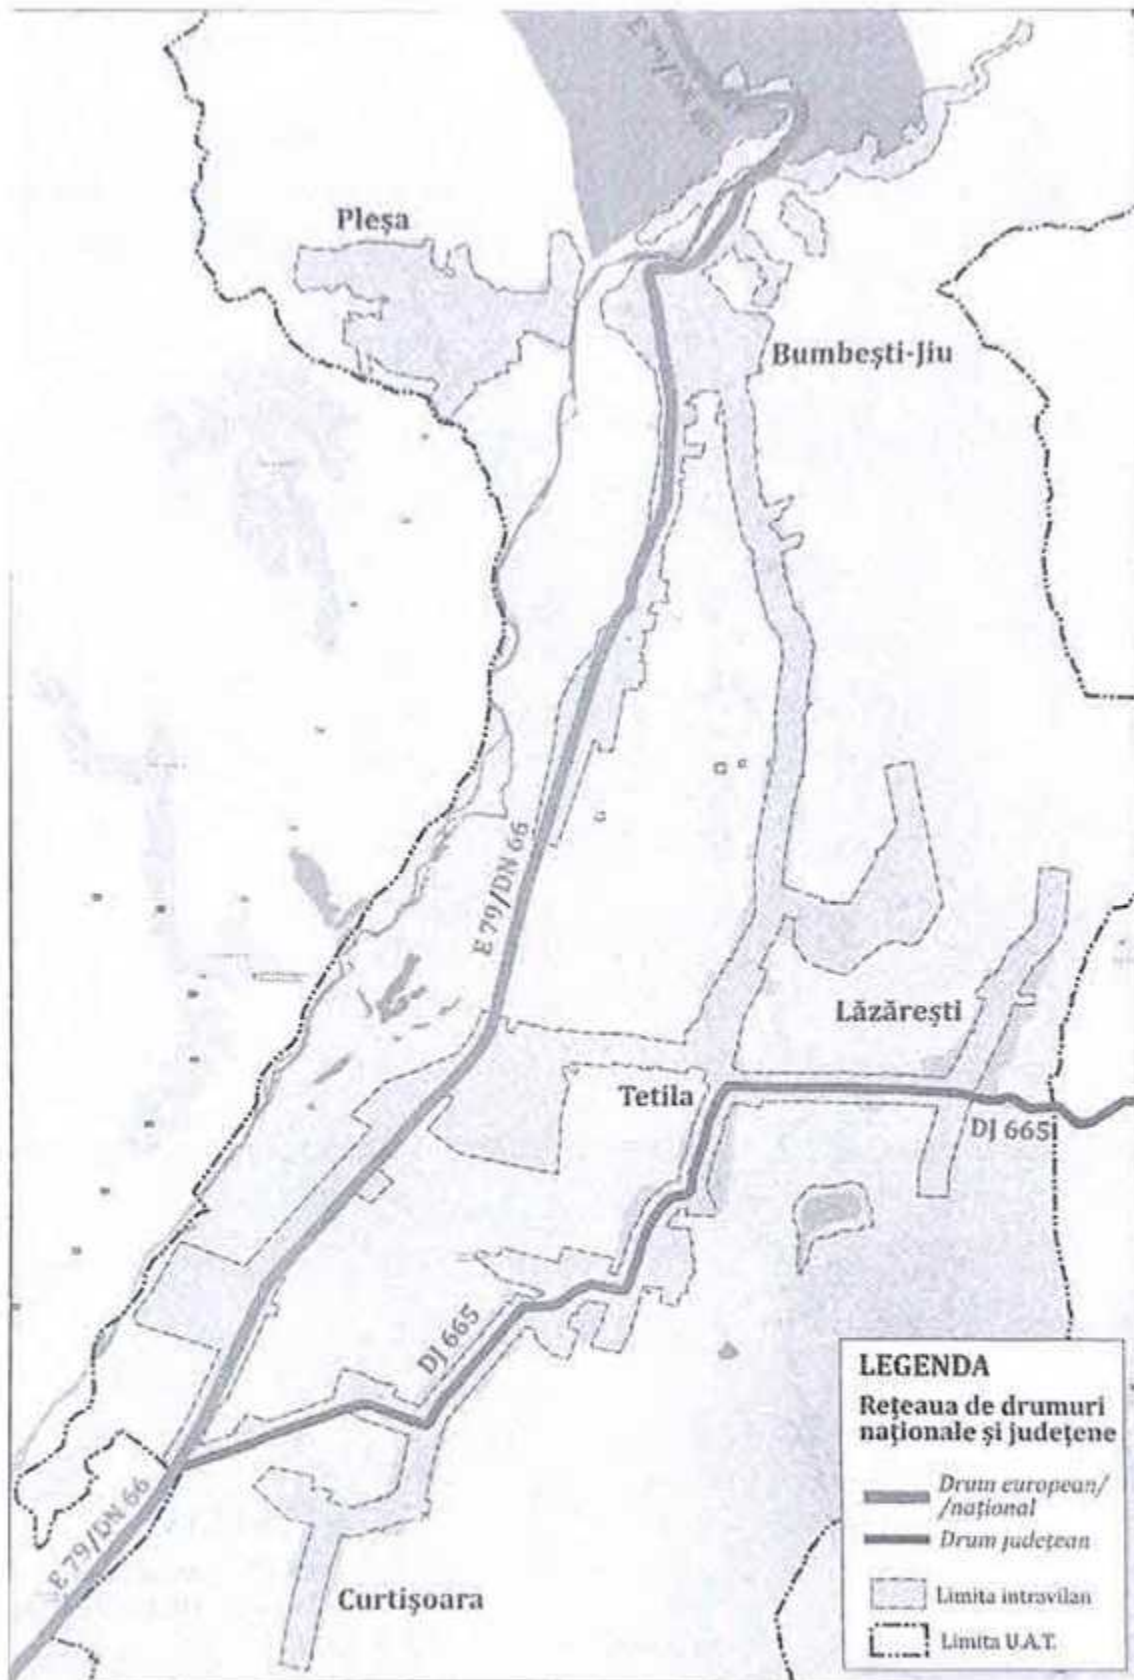 Pleșa
Bumbești-Jiu
E 79/DN 66
Lăzărești
Tetila
DJ 665
DJ 665
E 79/DN 66
Curtișoara
LEGENDA
Rețeaua de drumuri
naționale și județene
Drum european/
/național
Drum județean
Limita intravilan
Limita U.A.T.